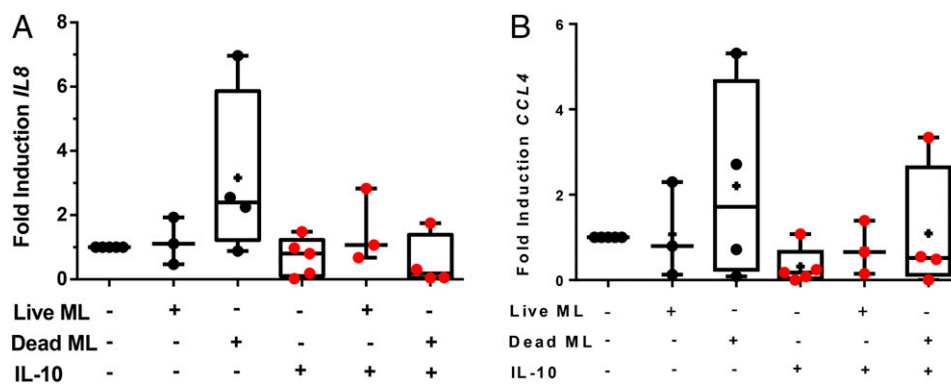 A
Fold Induction IL8
8
6
4
2
0
Live ML - + - - + -
Dead ML - - + - - +
IL-10 - - - + + +
B
Fold Induction CCL4
6
4
2
0
Live ML - + - - + -
Dead ML - - + - - +
IL-10 - - - + + +